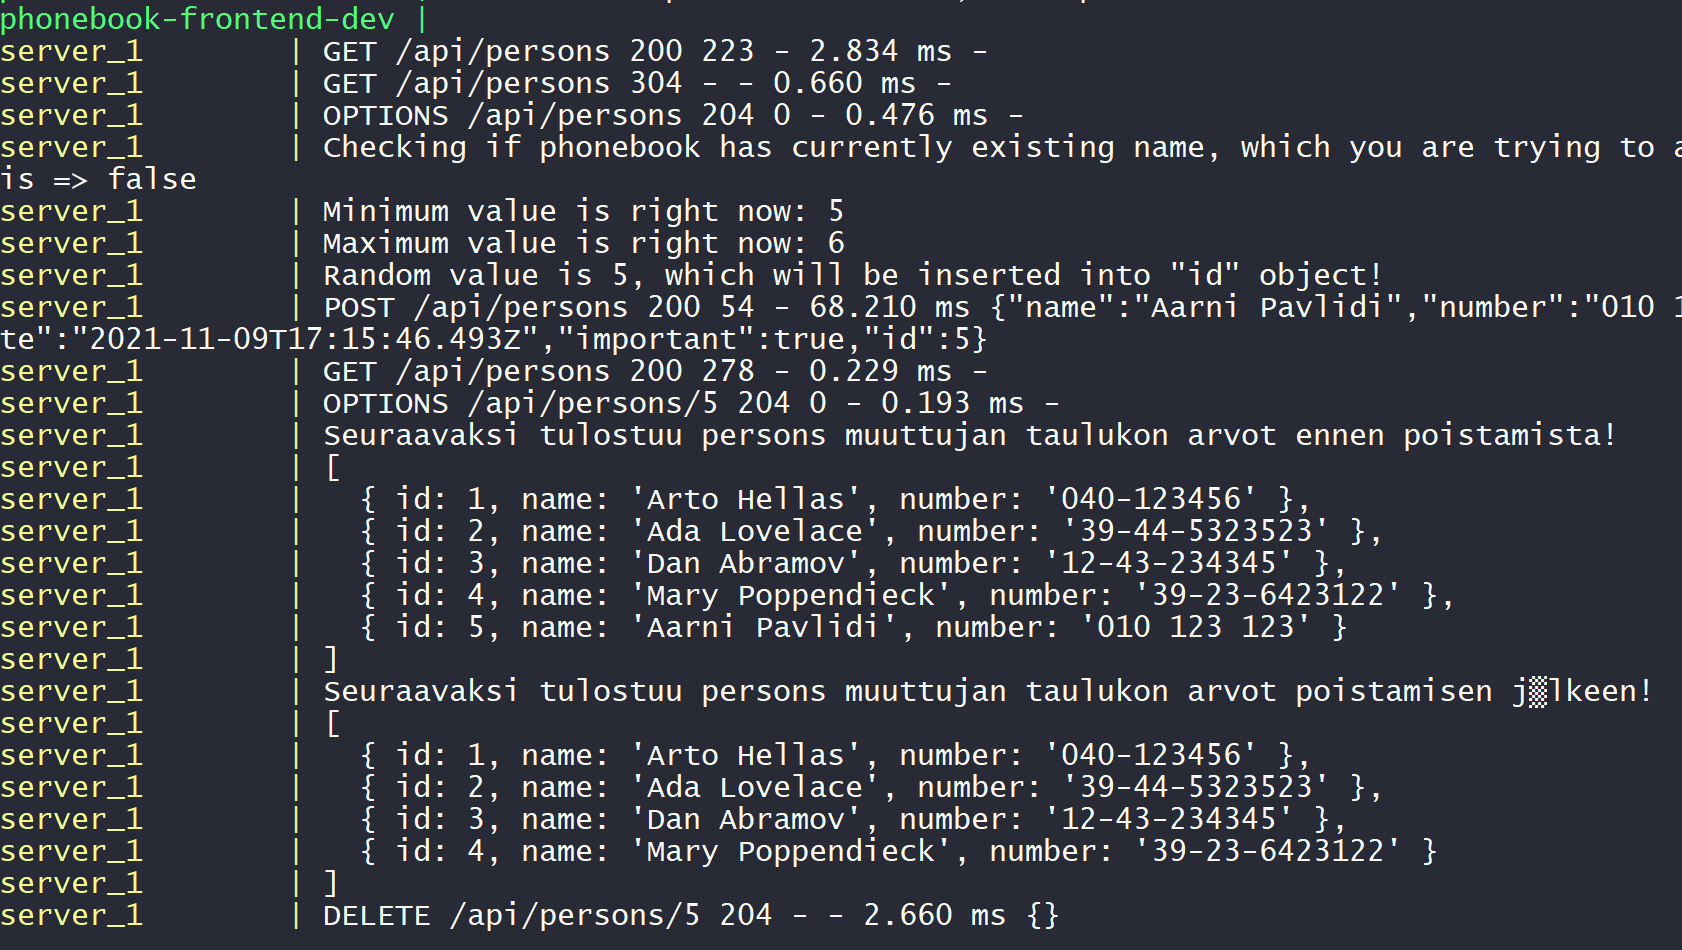 phonebook-frontend-dev |
server_1 | GET /api/persons 200 223 - 2.834 ms -
server_1 | GET /api/persons 304 - - 0.660 ms -
server_1 | OPTIONS /api/persons 204 0 - 0.476 ms -
server_1 | Checking if phonebook has currently existing name, which you are trying to a
is => false
server_1 | Minimum value is right now: 5
server_1 | Maximum value is right now: 6
server_1 | Random value is 5, which will be inserted into "id" object!
server_1 | POST /api/persons 200 54 - 68.210 ms {"name":"Aarni Pavlidi","number":"010 1
te":"2021-11-09T17:15:46.493Z","important":true,"id":5}
server_1 | GET /api/persons 200 278 - 0.229 ms -
server_1 | OPTIONS /api/persons/5 204 0 - 0.193 ms -
server_1 | Seuraavaksi tulostuu persons muuttujan taulukon arvot ennen poistamista!
server_1 | [
server_1 | { id: 1, name: 'Arto Hellas', number: '040-123456' },
server_1 | { id: 2, name: 'Ada Lovelace', number: '39-44-5323523' },
server_1 | { id: 3, name: 'Dan Abramov', number: '12-43-234345' },
server_1 | { id: 4, name: 'Mary Poppendieck', number: '39-23-6423122' },
server_1 | { id: 5, name: 'Aarni Pavlidi', number: '010 123 123' }
server_1 | ]
server_1 | Seuraavaksi tulostuu persons muuttujan taulukon arvot poistamisen j▒lkeen!
server_1 | [
server_1 | { id: 1, name: 'Arto Hellas', number: '040-123456' },
server_1 | { id: 2, name: 'Ada Lovelace', number: '39-44-5323523' },
server_1 | { id: 3, name: 'Dan Abramov', number: '12-43-234345' },
server_1 | { id: 4, name: 'Mary Poppendieck', number: '39-23-6423122' }
server_1 | ]
server_1 | DELETE /api/persons/5 204 - - 2.660 ms {}